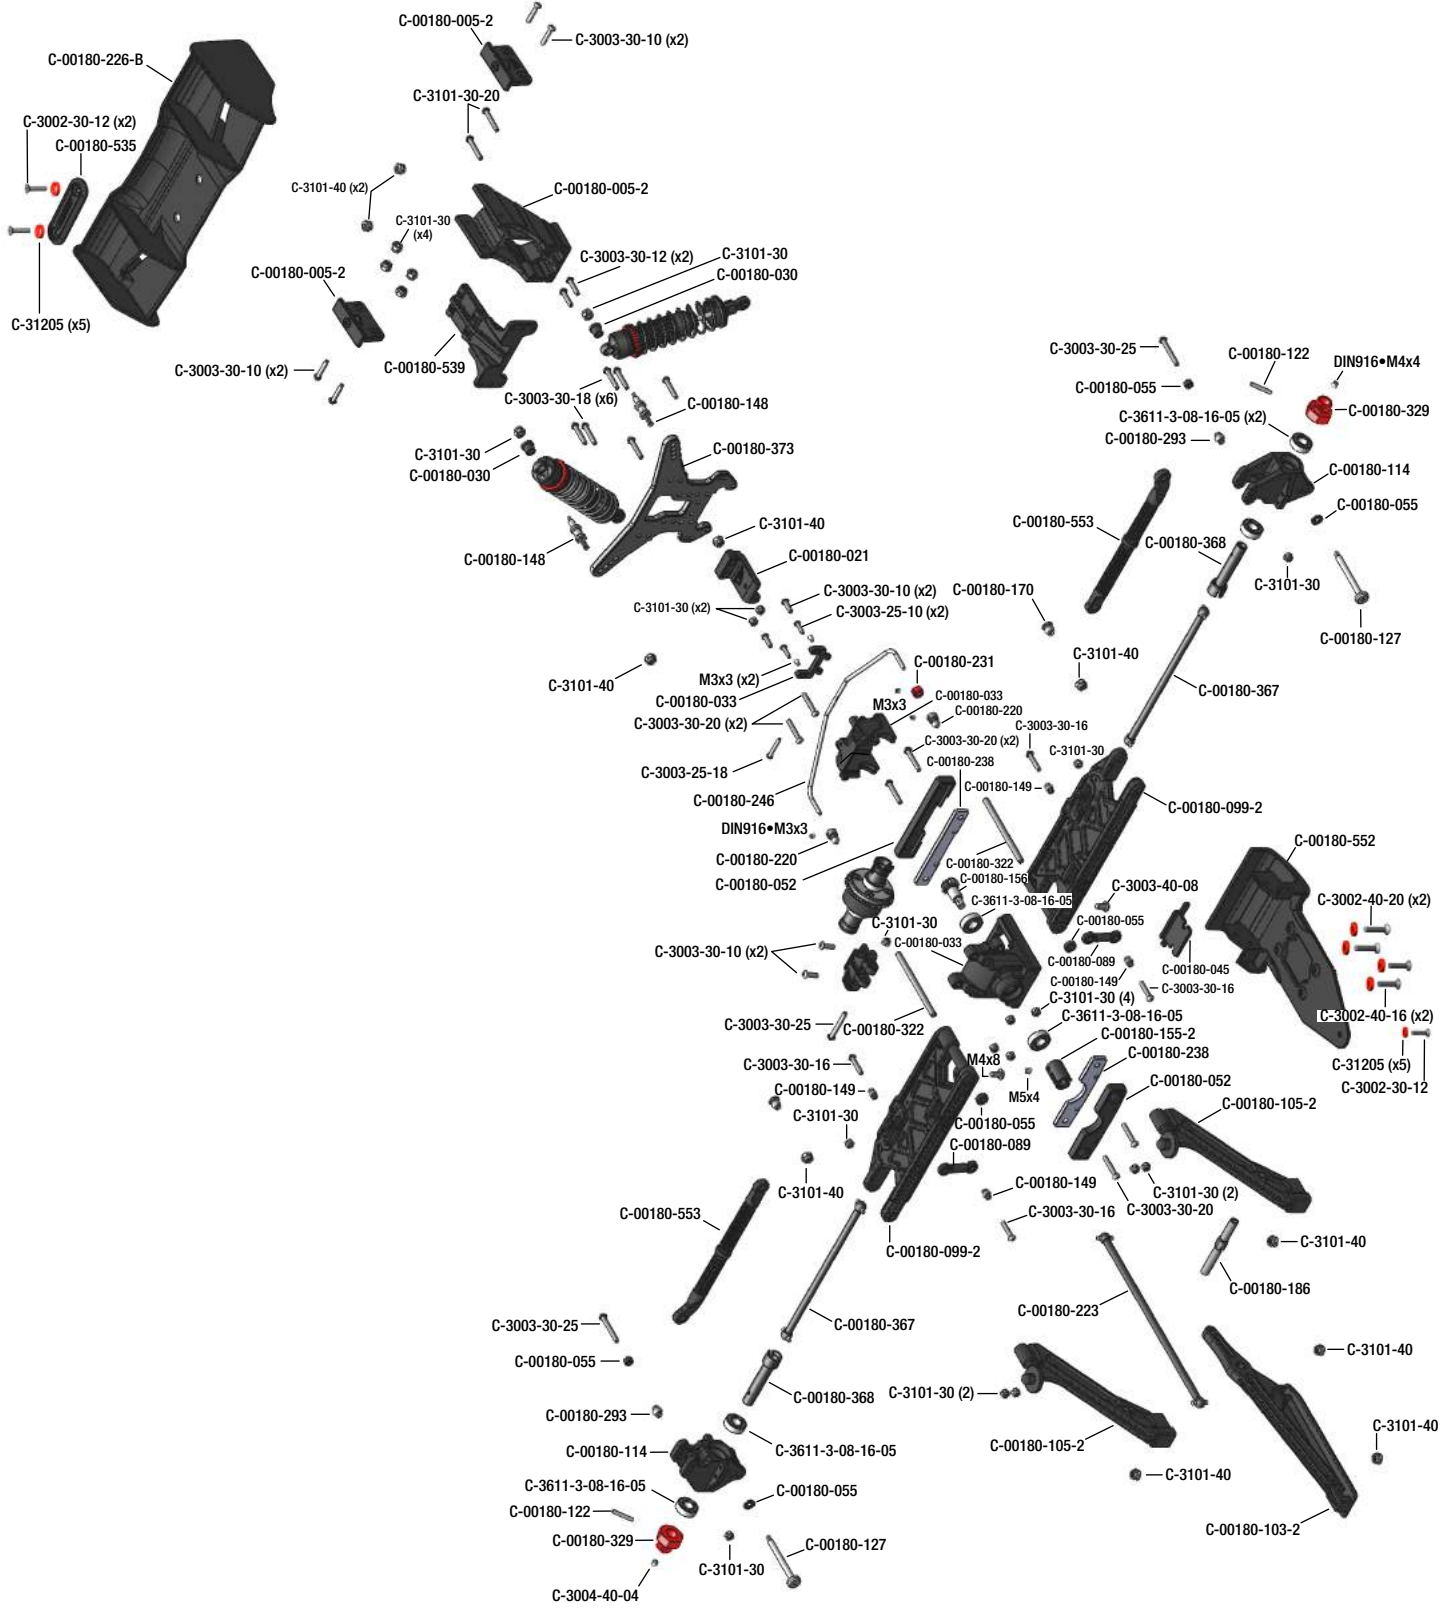 C-00180-005-2
C-3003-30-10 (x2)
C-00180-226-B
C-3101-30-20
C-3002-30-12 (x2)
C-00180-535
C-3101-40 (x2)
C-00180-005-2
C-3101-30
(x4)
C-3003-30-12 (x2)
C-3101-30
C-00180-030
C-00180-005-2
C-31205 (x5)
C-00180-539
C-3003-30-10 (x2)
C-3003-30-18 (x6)
C-00180-148
C-3003-30-25
C-00180-122
DIN916•M4x4
C-00180-055
C-00180-329
C-3611-3-08-16-05 (x2)
C-00180-293
C-3101-30
C-00180-030
C-00180-373
C-00180-114
C-00180-055
C-00180-553
C-3101-40
C-00180-368
C-00180-148
C-00180-021
C-3101-30
C-3003-30-10 (x2)
C-00180-170
C-3101-30 (x2)
C-3003-25-10 (x2)
C-00180-127
C-3101-40
C-3101-40
M3x3 (x2)
C-00180-231
C-00180-033
C-00180-033
C-00180-367
M3x3
C-00180-220
C-3003-30-20 (x2)
C-3003-30-16
C-3003-30-20 (x2)
C-3101-30
C-00180-238
C-3003-25-18
C-00180-149
C-00180-246
C-00180-099-2
DIN916•M3x3
C-00180-552
C-00180-220
C-00180-322
C-00180-052
C-00180-156
C-3003-40-08
C-3611-3-08-16-05
C-3002-40-20 (x2)
C-3101-30
C-00180-055
C-00180-033
C-3003-30-10 (x2)
C-00180-089
C-00180-045
C-00180-149
C-3003-30-16
C-3101-30 (4)
C-3611-3-08-16-05
C-3002-40-16 (x2)
C-3003-30-25
C-00180-322
C-00180-155-2
C-00180-238
M4x8
C-3003-30-16
C-31205 (x5)
C-00180-052
C-00180-149
M5x4
C-3002-30-12
C-00180-105-2
C-3101-30
C-00180-055
C-00180-089
C-3101-40
C-00180-149
C-3101-30 (2)
C-3003-30-16
C-3003-30-20
C-00180-553
C-3101-40
C-00180-099-2
C-00180-186
C-00180-223
C-3003-30-25
C-00180-367
C-3101-40
C-00180-055
C-3101-30 (2)
C-00180-368
C-00180-293
C-3101-40
C-00180-105-2
C-00180-114
C-3611-3-08-16-05
C-3101-40
C-3611-3-08-16-05
C-00180-055
C-00180-122
C-00180-103-2
C-00180-329
C-00180-127
C-3101-30
C-3004-40-04